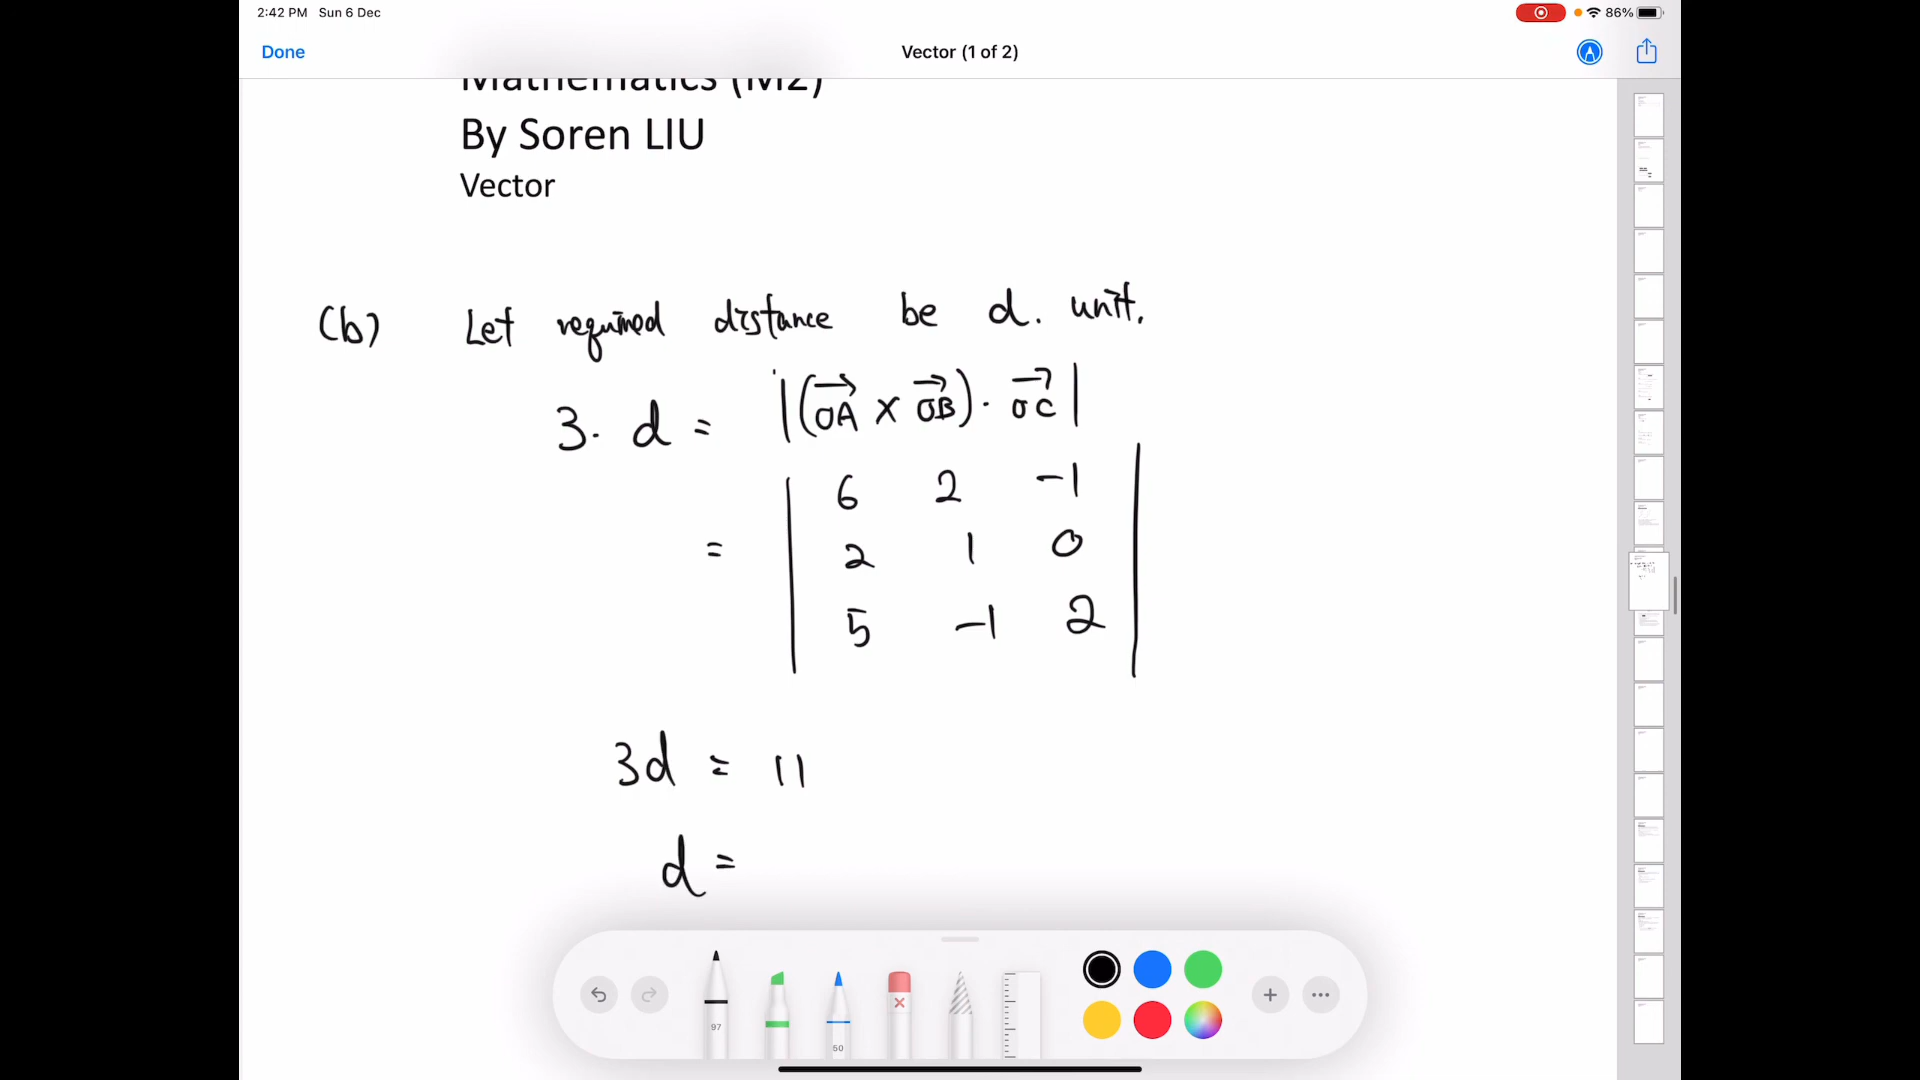 2:42 PM Sun 6 Dec
86%
Done
Vector (1 of 2)
Mathematics (M2)
By Soren LIU
Vector
(b) Let required distance be d. unit.
3. d = |(OA × OB) · OC|
= | 6 2 -1
2 1 0
5 -1 2 |
3d = 11
d =
97
50